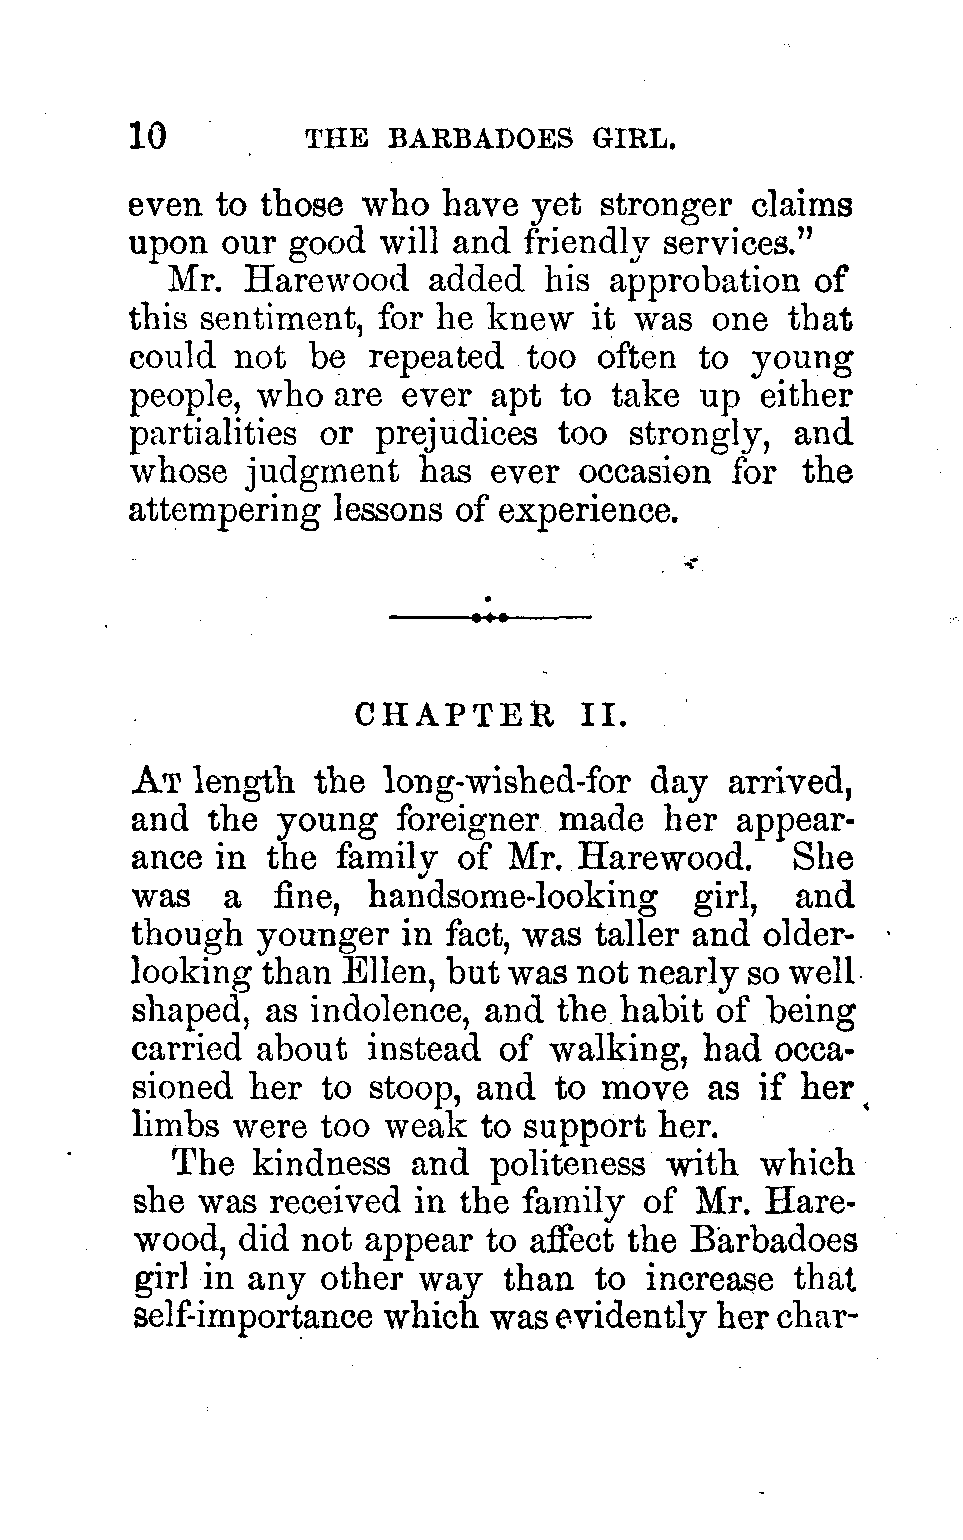 10 THE BARBADOES GIRL.
even to those who have yet stronger claims
upon our good will and friendly services."
Mr. Harewood added his approbation of
this sentiment, for he knew it was one that
could not be repeated too often to young
people, who are ever apt to take up either
partialities or prejudices too strongly, and
whose judgment has ever occasion for the
attempering lessons of experience.
CHAPTER II.
AT length the long-wished-for day arrived,
and the young foreigner made her appear-
ance in the family of Mr. Harewood. She
was a fine, handsome-looking girl, and
though younger in fact, was taller and older-
looking than Ellen, but was not nearly so well
shaped, as indolence, and the habit of being
carried about instead of walking, had occa-
sioned her to stoop, and to move as if her
limbs were too weak to support her.
The kindness and politeness with which
she was received in the family of Mr. Hare-
wood, did not appear to affect the Barbadoes
girl in any other way than to increase that
self-importance which was evidently her char-